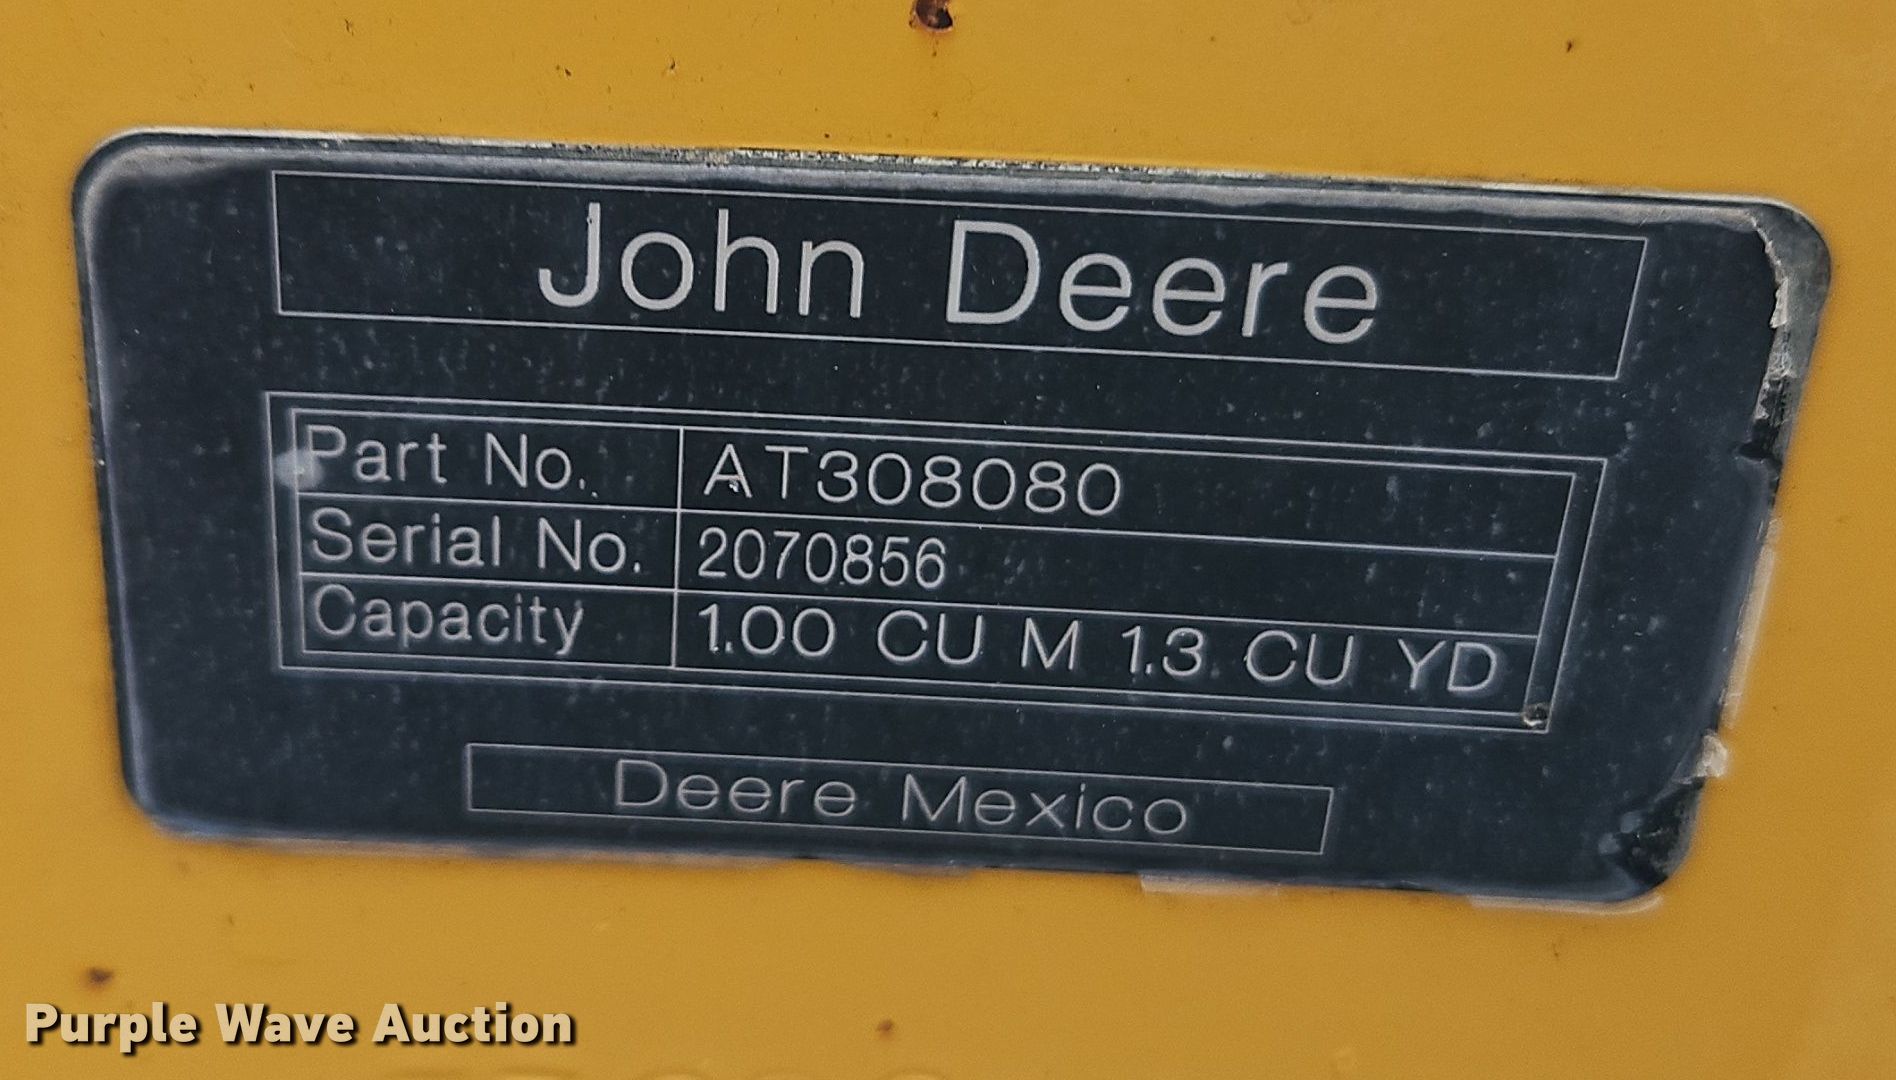 John Deere
Part No. AT308080
Serial No. 2070856
Capacity 1.00 CU M 1.3 CU YD
Deere Mexico
Purple Wave Auction